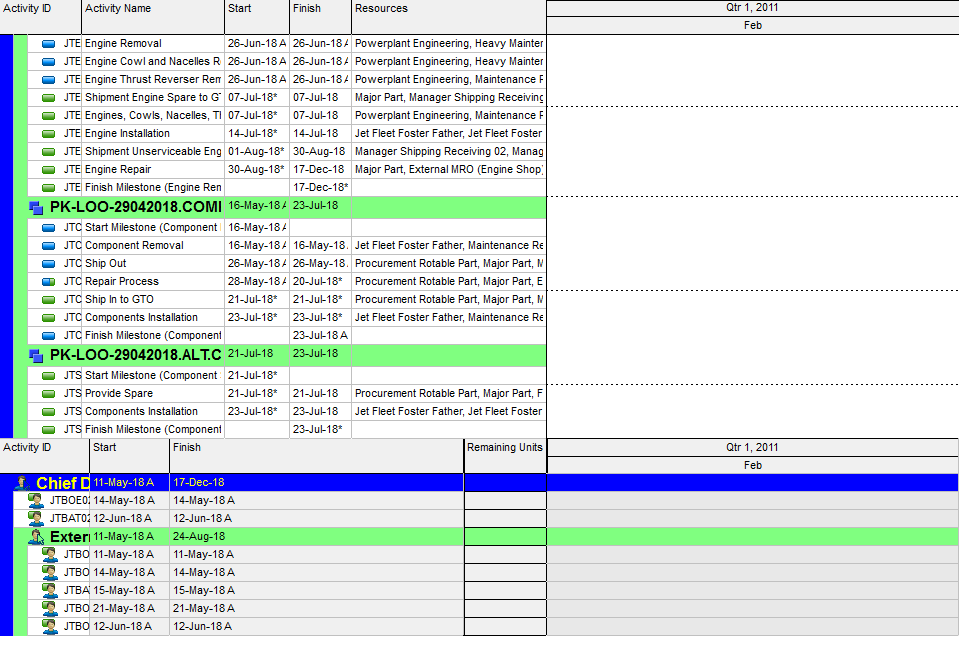 Activity ID Activity Name Start Finish Resources Qtr 1, 2011
Feb
JTE Engine Removal 26-Jun-18 A 26-Jun-18 A Powerplant Engineering, Heavy Mainter
JTE Engine Cowl and Nacelles R 26-Jun-18 A 26-Jun-18 A Powerplant Engineering, Heavy Mainter
JTE Engine Thrust Reverser Rem 26-Jun-18 A 26-Jun-18 A Powerplant Engineering, Maintenance F
JTE Shipment Engine Spare to GT 07-Jul-18* 07-Jul-18 Major Part, Manager Shipping Receiving
JTE Engines, Cowls, Nacelles, Tl 07-Jul-18* 07-Jul-18 Powerplant Engineering, Maintenance F
JTE Engine Installation 14-Jul-18* 14-Jul-18 Jet Fleet Foster Father, Jet Fleet Foster
JTE Shipment Unserviceable Eng 01-Aug-18* 30-Aug-18 Manager Shipping Receiving 02, Manag
JTE Engine Repair 30-Aug-18* 17-Dec-18 Major Part, External MRO (Engine Shop)
JTE Finish Milestone (Engine Ren 17-Dec-18*
PK-LOO-29042018.COMI 16-May-18 A 23-Jul-18
JTC Start Milestone (Component 16-May-18 A
JTC Component Removal 16-May-18 A 16-May-18 Jet Fleet Foster Father, Maintenance Re
JTC Ship Out 26-May-18 A 26-May-18 Procurement Rotable Part, Major Part, M
JTC Repair Process 28-May-18 A 20-Jul-18* Procurement Rotable Part, Major Part, E
JTC Ship In to GTO 21-Jul-18* 21-Jul-18* Procurement Rotable Part, Major Part, M
JTC Components Installation 23-Jul-18* 23-Jul-18* Jet Fleet Foster Father, Maintenance Re
JTC Finish Milestone (Component 23-Jul-18 A
PK-LOO-29042018.ALT.C 21-Jul-18 23-Jul-18
JTS Start Milestone (Component 21-Jul-18*
JTS Provide Spare 21-Jul-18* 21-Jul-18 Procurement Rotable Part, Major Part, F
JTS Components Installation 23-Jul-18* 23-Jul-18 Jet Fleet Foster Father, Jet Fleet Foster
JTS Finish Milestone (Component 23-Jul-18*
Activity ID Start Finish Remaining Units Qtr 1, 2011
Feb
Chief D 11-May-18 A 17-Dec-18
JTBOE02 14-May-18 A 14-May-18 A
JTBAT02 12-Jun-18 A 12-Jun-18 A
Exter 11-May-18 A 24-Aug-18
JTBO 11-May-18 A 11-May-18 A
JTBO 14-May-18 A 14-May-18 A
JTBA 15-May-18 A 15-May-18 A
JTBO 21-May-18 A 21-May-18 A
JTBO 12-Jun-18 A 12-Jun-18 A